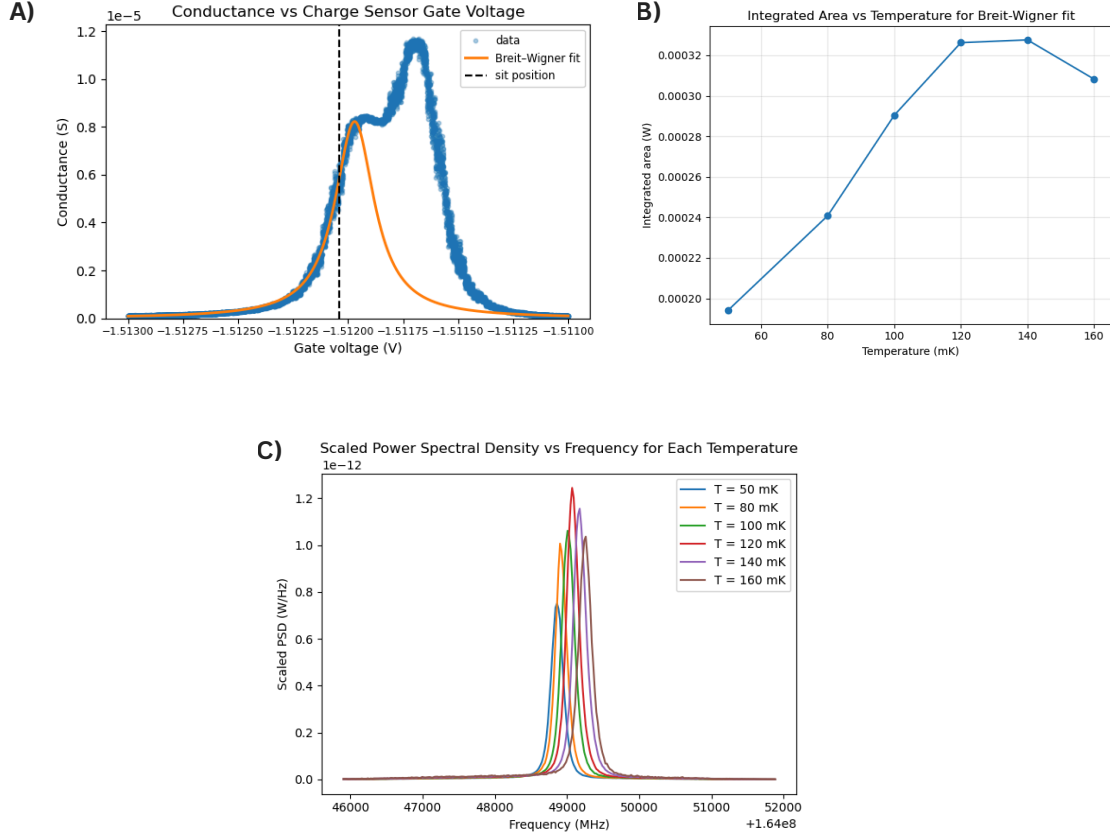 A)
Conductance vs Charge Sensor Gate Voltage
1e−5
1.2
1.0
0.8
0.6
0.4
0.2
0.0
Conductance (S)
data
Breit–Wigner fit
sit position
−1.51300 −1.51275 −1.51250 −1.51225 −1.51200 −1.51175 −1.51150 −1.51125 −1.51100
Gate voltage (V)
B)
Integrated Area vs Temperature for Breit-Wigner fit
0.00032
0.00030
0.00028
0.00026
0.00024
0.00022
0.00020
Integrated area (W)
60 80 100 120 140 160
Temperature (mK)
C)
Scaled Power Spectral Density vs Frequency for Each Temperature
1e−12
1.2
1.0
0.8
0.6
0.4
0.2
0.0
Scaled PSD (W/Hz)
T = 50 mK
T = 80 mK
T = 100 mK
T = 120 mK
T = 140 mK
T = 160 mK
46000 47000 48000 49000 50000 51000 52000
+1.64e8
Frequency (MHz)